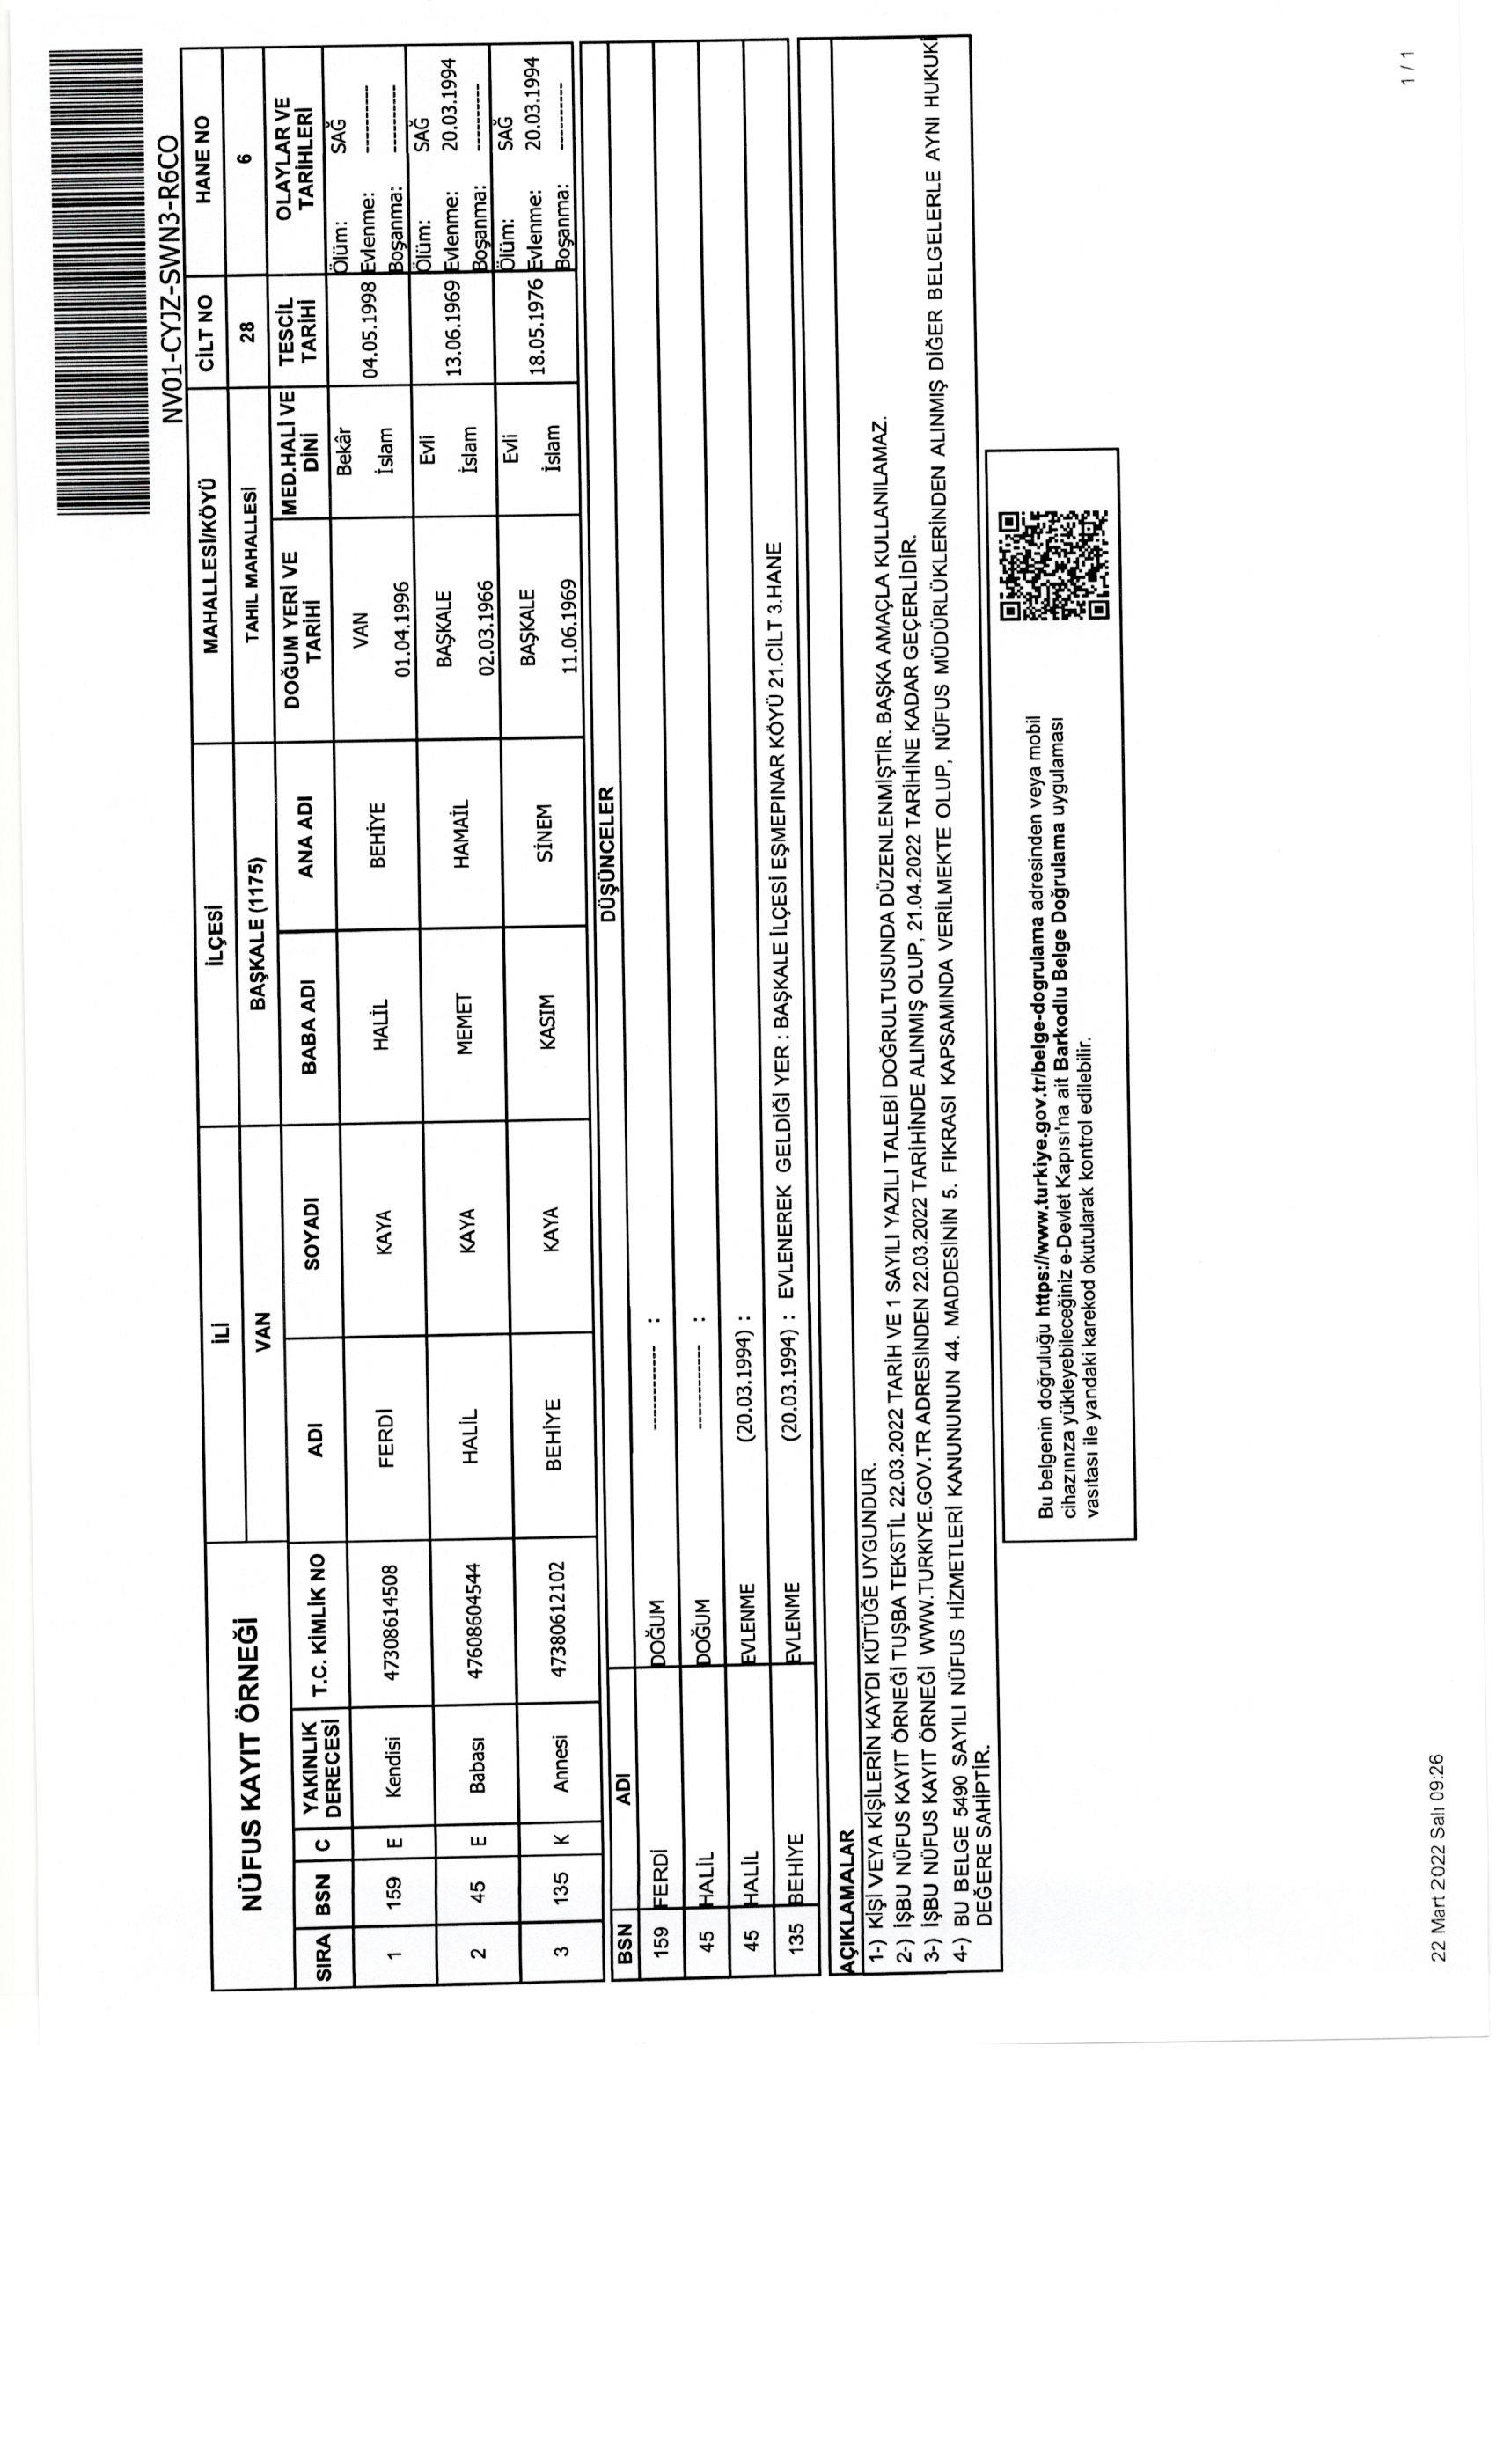 NV01-CYJZ-SWN3-R6CO
NÜFUS KAYIT ÖRNEĞİ
İLİ İLÇESİ MAHALLESİ/KÖYÜ CİLT NO HANE NO
VAN BAŞKALE (1175) TAHIL MAHALLESİ 28 6
SIRA BSN C YAKINLIK DERECESİ T.C. KİMLİK NO ADI SOYADI BABA ADI ANA ADI DOĞUM YERİ VE TARİHİ MED.HALİ VE DİNİ TESCİL TARİHİ OLAYLAR VE TARİHLERİ
1 159 E Kendisi 47308614508 FERDİ KAYA HALİL BEHİYE VAN 01.04.1996 Bekâr İslam 04.05.1998 Ölüm: SAĞ Evlenme: ---------- Boşanma: ----------
2 45 E Babası 47608604544 HALİL KAYA MEMET HAMAİL BAŞKALE 02.03.1966 Evli İslam 13.06.1969 Ölüm: SAĞ Evlenme: 20.03.1994 Boşanma: ----------
3 135 K Annesi 47380612102 BEHİYE KAYA KASIM SİNEM BAŞKALE 11.06.1969 Evli İslam 18.05.1976 Ölüm: SAĞ Evlenme: 20.03.1994 Boşanma: ----------
BSN ADI DÜŞÜNCELER
159 FERDİ DOĞUM ------------ :
45 HALİL DOĞUM ------------ :
45 HALİL EVLENME (20.03.1994) :
135 BEHİYE EVLENME (20.03.1994) : EVLENEREK GELDİĞİ YER : BAŞKALE İLÇESİ EŞMEPINAR KÖYÜ 21.CİLT 3.HANE
AÇIKLAMALAR
1-) KİŞİ VEYA KİŞİLERİN KAYDI KÜTÜĞE UYGUNDUR.
2-) İŞBU NÜFUS KAYIT ÖRNEĞİ TUŞBA TEKSTİL 22.03.2022 TARİH VE 1 SAYILI YAZILI TALEBİ DOĞRULTUSUNDA DÜZENLENMİŞTİR. BAŞKA AMAÇLA KULLANILAMAZ.
3-) İŞBU NÜFUS KAYIT ÖRNEĞİ WWW.TURKIYE.GOV.TR ADRESİNDEN 22.03.2022 TARİHİNDE ALINMIŞ OLUP, 21.04.2022 TARİHİNE KADAR GEÇERLİDİR.
4-) BU BELGE 5490 SAYILI NÜFUS HİZMETLERİ KANUNUNUN 44. MADDESİNİN 5. FIKRASI KAPSAMINDA VERİLMEKTE OLUP, NÜFUS MÜDÜRLÜKLERİNDEN ALINMIŞ DİĞER BELGELERLE AYNI HUKUKİ
DEĞERE SAHİPTİR.
Bu belgenin doğruluğu https://www.turkiye.gov.tr/belge-dogrulama adresinden veya mobil
cihazınıza yükleyebileceğiniz e-Devlet Kapısı'na ait Barkodlu Belge Doğrulama uygulaması
vasıtası ile yandaki karekod okutularak kontrol edilebilir.
22 Mart 2022 Salı 09:26
1 / 1